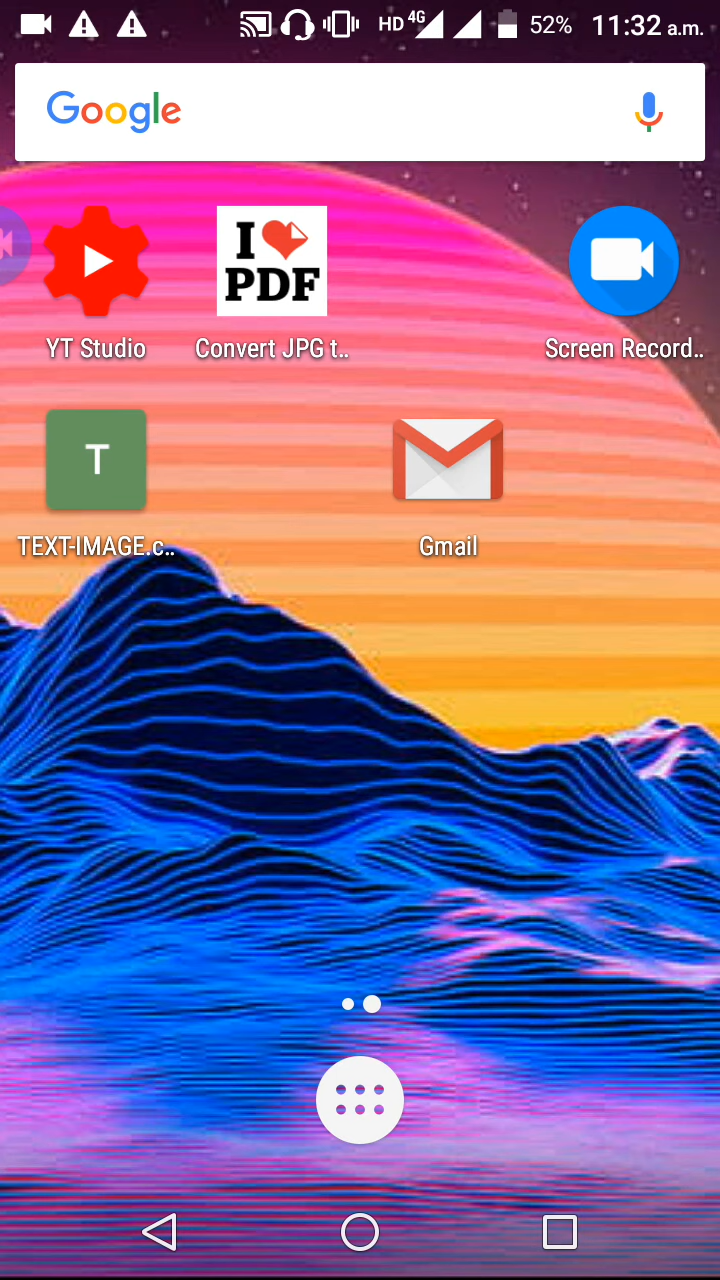 HD 4G 52% 11:32 a.m.
Google
I PDF
YT Studio Convert JPG t.. Screen Record..
T
TEXT-IMAGE.c.. Gmail